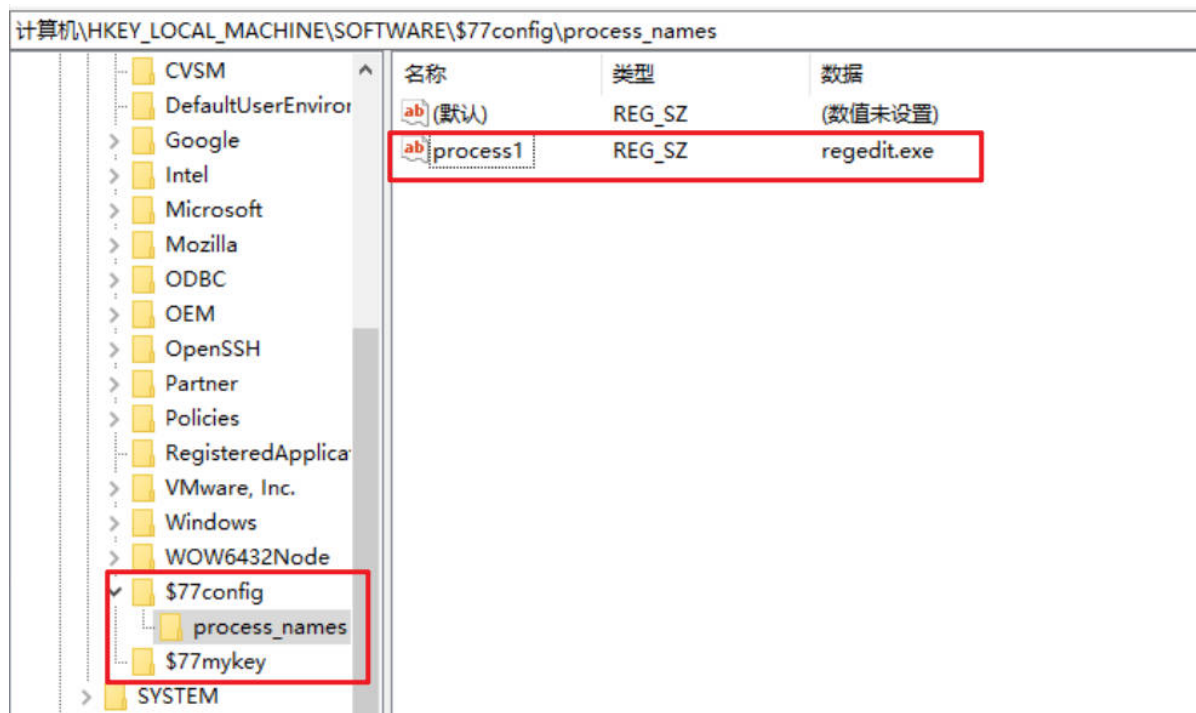 计算机\HKEY_LOCAL_MACHINE\SOFTWARE\$77config\process_names
CVSM
DefaultUserEnviror
Google
Intel
Microsoft
Mozilla
ODBC
OEM
OpenSSH
Partner
Policies
RegisteredApplica
VMware, Inc.
Windows
WOW6432Node
$77config
process_names
$77mykey
SYSTEM
名称 类型 数据
ab (默认) REG_SZ (数值未设置)
ab process1 REG_SZ regedit.exe